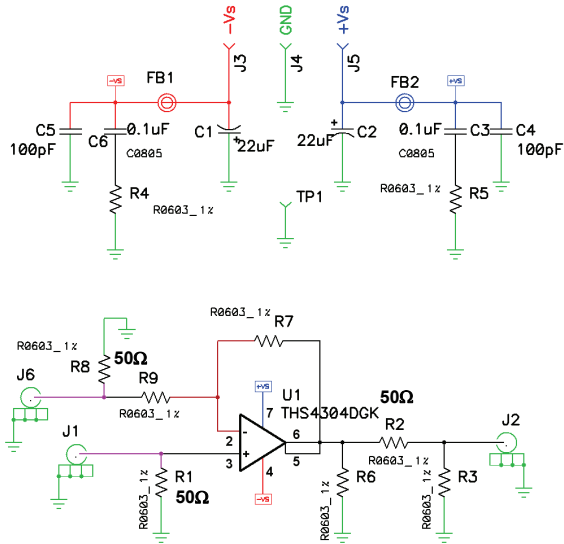 -Vs
GND
+Vs
J3
J4
J5
-VS
FB1
FB2
+VS
C5
100pF
C6
0.1uF
C0805
C1
+
22uF
+
22uF
C2
0.1uF
C0805
C3
C4
100pF
R4
R0603_1%
TP1
R0603_1%
R5
R0603_1%
R7
R0603_1%
R8
50Ω
J6
R9
R0603_1%
+VS
U1
THS4304DGK
7
-
2
+
3
6
5
4
-VS
50Ω
R2
R0603_1%
J2
J1
R0603_1%
R1
50Ω
R0603_1%
R6
R0603_1%
R3